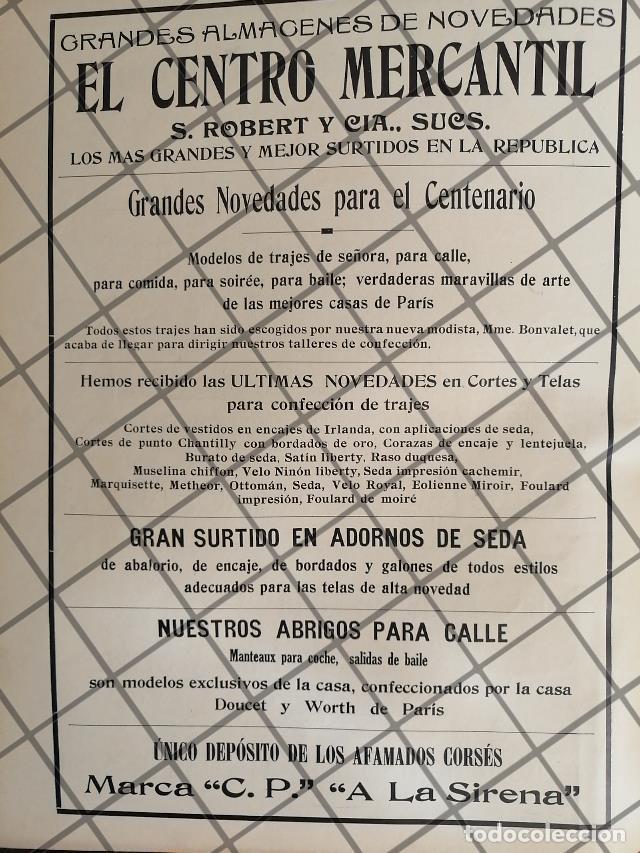 GRANDES ALMACENES DE NOVEDADES
EL CENTRO MERCANTIL
S. ROBERT Y CIA., SUCS.
LOS MAS GRANDES Y MEJOR SURTIDOS EN LA REPUBLICA
Grandes Novedades para el Centenario
Modelos de trajes de señora, para calle,
para comida, para soirée, para baile; verdaderas maravillas de arte
de las mejores casas de París
Todos estos trajes han sido escogidos por nuestra nueva modista, Mme. Bonvalet, que
acaba de llegar para dirigir nuestros talleres de confección.
Hemos recibido las ULTIMAS NOVEDADES en Cortes y Telas
para confección de trajes
Cortes de vestidos en encajes de Irlanda, con aplicaciones de seda,
Cortes de punto Chantilly con bordados de oro, Corazas de encaje y lentejuela,
Burato de seda, Satín liberty, Raso duquesa,
Muselina chiffon, Velo Ninón liberty, Seda impresión cachemir,
Marquisette, Metheor, Ottomán, Seda, Velo Royal, Eolienne Miroir, Foulard
impresión, Foulard de moiré
GRAN SURTIDO EN ADORNOS DE SEDA
de abalorio, de encaje, de bordados y galones de todos estilos
adecuados para las telas de alta novedad
NUESTROS ABRIGOS PARA CALLE
Manteaux para coche, salidas de baile
son modelos exclusivos de la casa, confeccionados por la casa
Doucet y Worth de París
ÚNICO DEPÓSITO DE LOS AFAMADOS CORSÉS
Marca "C. P." "A La Sirena"
todocoleccion